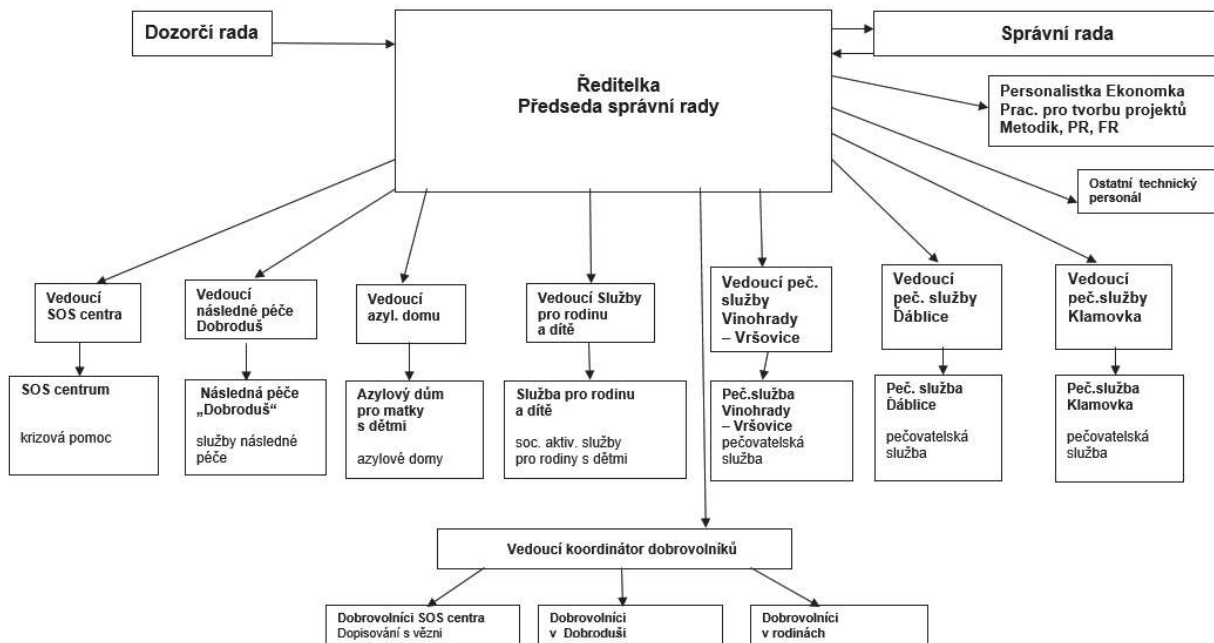 Dozorčí rada
Ředitelka
Předseda správní rady
Správní rada
Personalistka Ekonomka
Prac. pro tvorbu projektů
Metodik, PR, FR
Ostatní technický
personál
Vedoucí
SOS centra
Vedoucí
následné péče
Dobroduš
Vedoucí
azyl. domu
Vedoucí Služby
pro rodinu
a dítě
Vedoucí peč.
služby
Vinohrady
– Vršovice
Vedoucí
peč. služby
Ďáblice
Vedoucí
peč.služby
Klamovka
SOS centrum
krizová pomoc
Následná péče
„Dobroduš“
služby následné
péče
Azylový dům
pro matky
s dětmi
azylové domy
Služba pro rodinu
a dítě
soc. aktiv. služby
pro rodiny s dětmi
Peč.služba
Vinohrady
– Vršovice
pečovatelská
služba
Peč. služba
Ďáblice
pečovatelská
služba
Peč.služba
Klamovka
pečovatelská
služba
Vedoucí koordinátor dobrovolníků
Dobrovolníci SOS centra
Dopisování s vězni
Dobrovolníci
v Dobroduši
Dobrovolníci
v rodinách